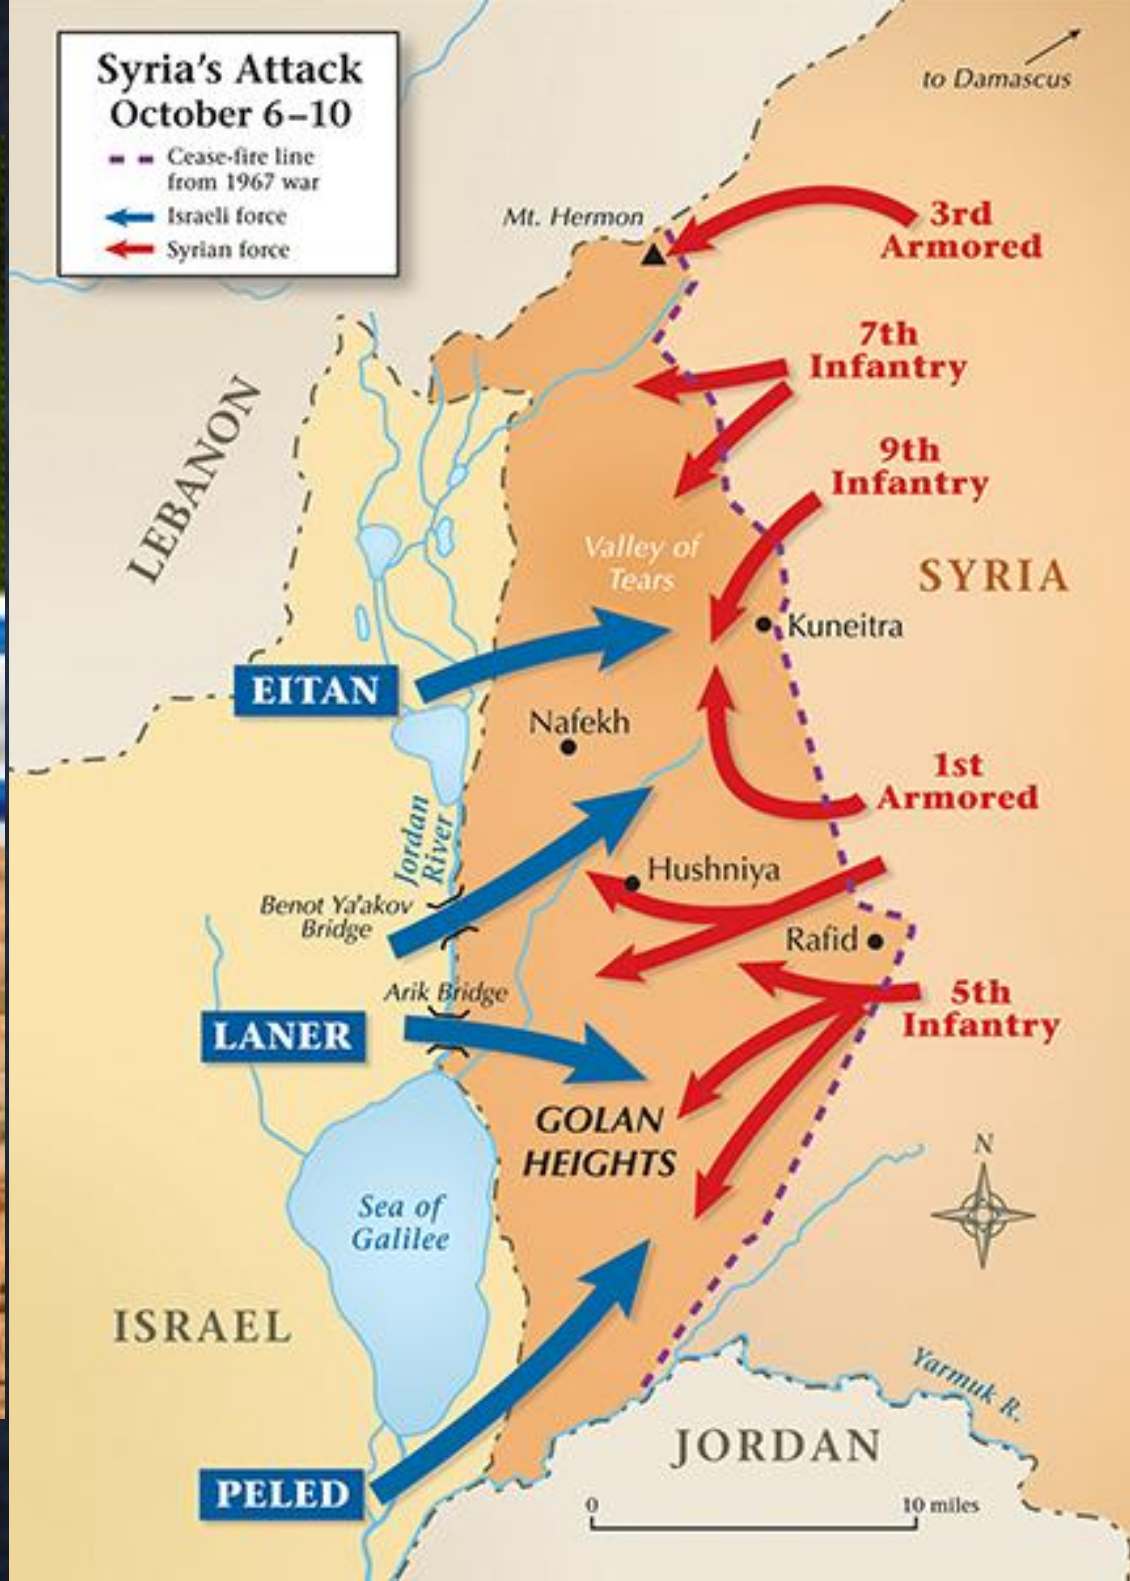 Syria's Attack
October 6–10
Cease-fire line
from 1967 war
Israeli force
Syrian force
to Damascus
Mt. Hermon
3rd
Armored
7th
Infantry
LEBANON
9th
Infantry
Valley of
Tears
SYRIA
Kuneitra
EITAN
Nafekh
1st
Armored
Jordan
River
Hushniya
Benot Ya'akov
Bridge
Rafid
Arik Bridge
5th
Infantry
LANER
GOLAN
HEIGHTS
N
Sea of
Galilee
ISRAEL
Yarmuk R.
JORDAN
PELED
0
10 miles